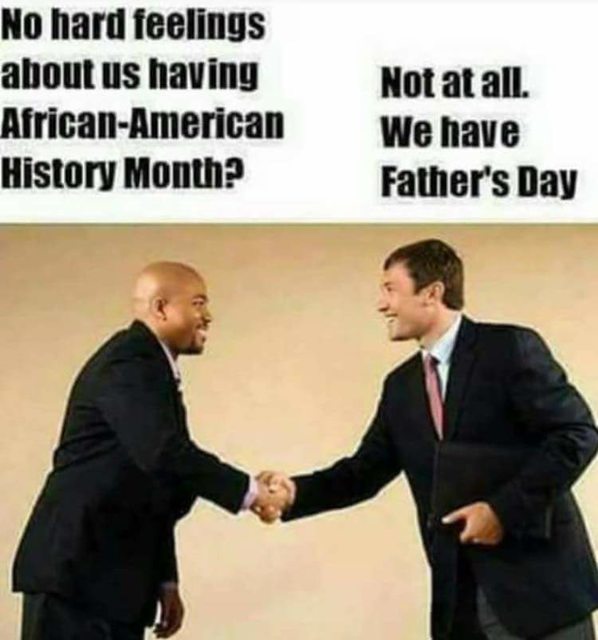 No hard feelings
about us having
African-American
History Month?
Not at all.
We have
Father's Day